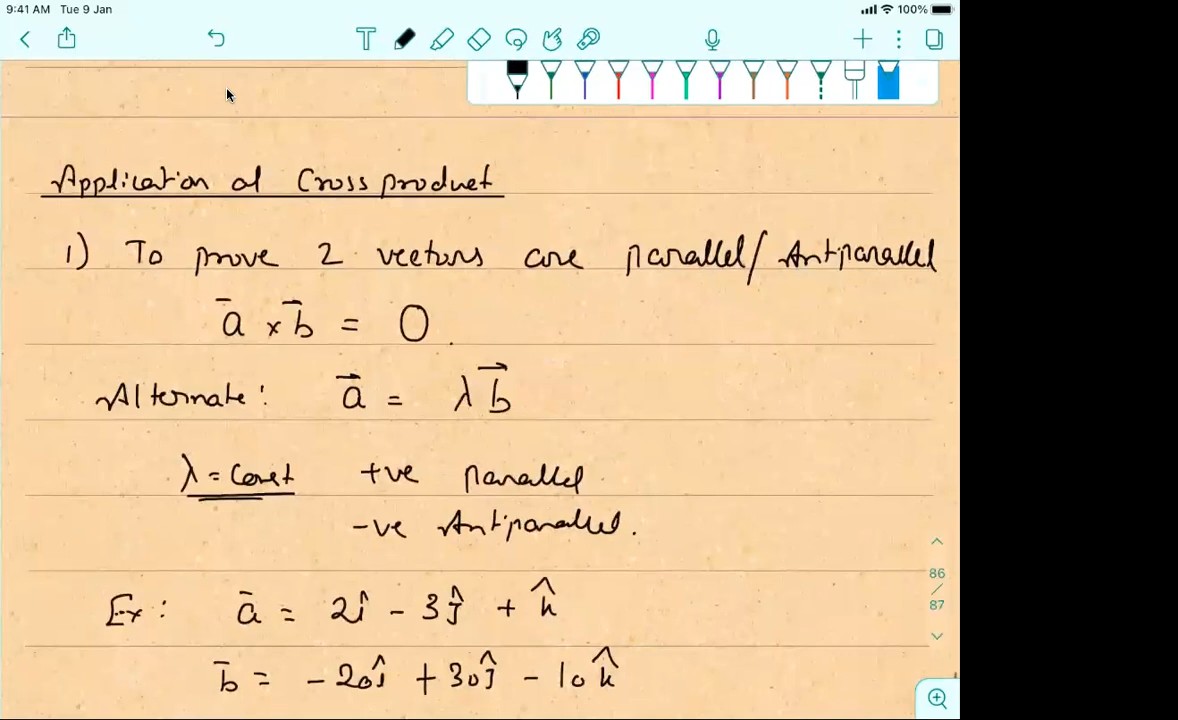 9:41 AM Tue 9 Jan
100%
Application of Cross product
1) To prove 2 vectors are parallel/Antiparallel
a̅ × b⃗ = 0
Alternate: a⃗ = λ b⃗
λ = Const +ve parallel
-ve Antiparallel.
Ex: a̅ = 2î - 3ĵ + k̂
b̅ = -20î + 30ĵ - 10k̂
86
/
87